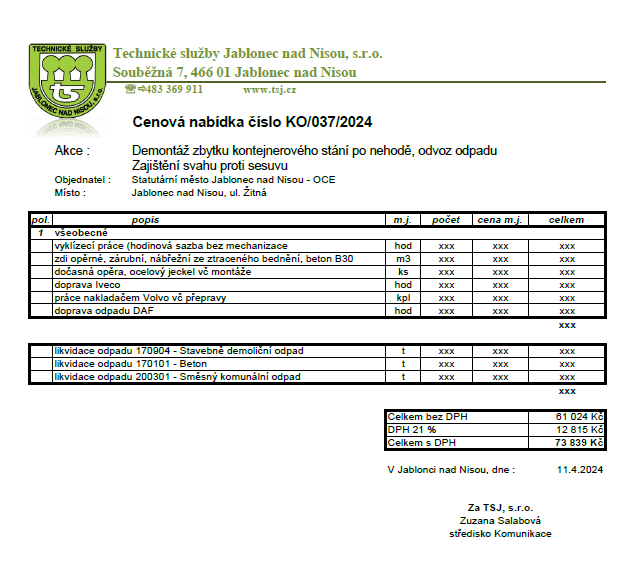 TECHNICKÉ SLUŽBY
ts
JABLONEC NAD NISOU, s.r.o.
Technické služby Jablonec nad Nisou, s.r.o.
Souběžná 7, 466 01 Jablonec nad Nisou
☏⇨483 369 911 www.tsj.cz
Cenová nabídka číslo KO/037/2024
Akce : Demontáž zbytku kontejnerového stání po nehodě, odvoz odpadu
Zajištění svahu proti sesuvu
Objednatel : Statutární město Jablonec nad Nisou - OCE
Místo : Jablonec nad Nisou, ul. Žitná
pol. popis m.j. počet cena m.j. celkem
1 všeobecné
vyklízecí práce (hodinová sazba bez mechanizace hod xxx xxx xxx
zdi opěrné, zárubní, nábřežní ze ztraceného bednění, beton B30 m3 xxx xxx xxx
dočasná opěra, ocelový jeckel vč montáže ks xxx xxx xxx
doprava Iveco hod xxx xxx xxx
práce nakladačem Volvo vč přepravy kpl xxx xxx xxx
doprava odpadu DAF hod xxx xxx xxx
xxx
likvidace odpadu 170904 - Stavebně demoliční odpad t xxx xxx xxx
likvidace odpadu 170101 - Beton t xxx xxx xxx
likvidace odpadu 200301 - Směsný komunální odpad t xxx xxx xxx
xxx
Celkem bez DPH 61 024 Kč
DPH 21 % 12 815 Kč
Celkem s DPH 73 839 Kč
V Jablonci nad Nisou, dne : 11.4.2024
Za TSJ, s.r.o.
Zuzana Salabová
středisko Komunikace